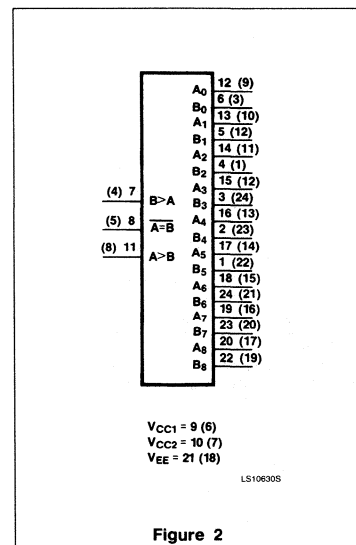 A0 12 (9)
B0 6 (3)
A1 13 (10)
B1 5 (12)
A2 14 (11)
B2 4 (1)
A3 15 (12)
B3 3 (24)
A4 16 (13)
B4 2 (23)
A5 17 (14)
B5 1 (22)
A6 18 (15)
B6 24 (21)
A7 19 (16)
B7 23 (20)
A8 20 (17)
B8 22 (19)
(4) 7 B>A
(5) 8 A=B
(8) 11 A>B
VCC1 = 9 (6)
VCC2 = 10 (7)
VEE = 21 (18)
LS10630S
Figure 2